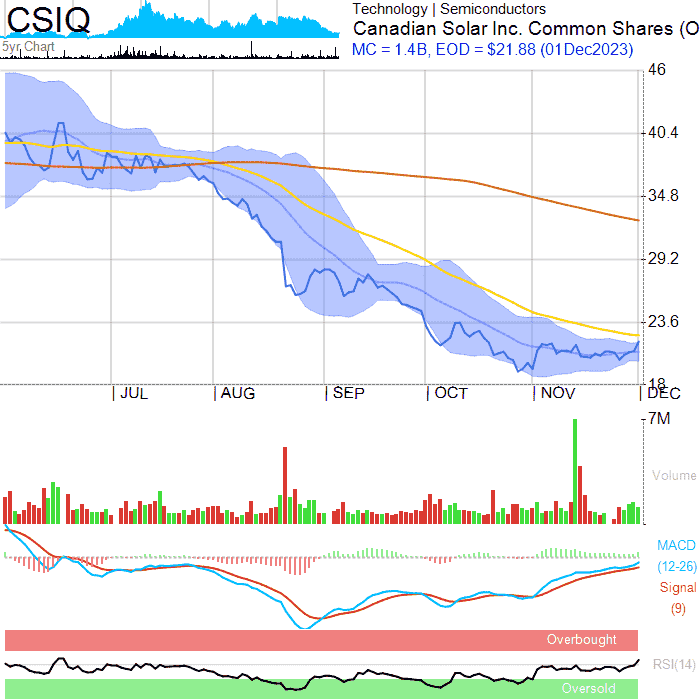 CSIQ
5yr Chart
Technology | Semiconductors
Canadian Solar Inc. Common Shares (O
MC = 1.4B, EOD = $21.88 (01Dec2023)
46
40.4
34.8
29.2
23.6
18
JUL AUG SEP OCT NOV DEC
7M
Volume
MACD
(12-26)
Signal
(9)
Overbought
RSI(14)
Oversold